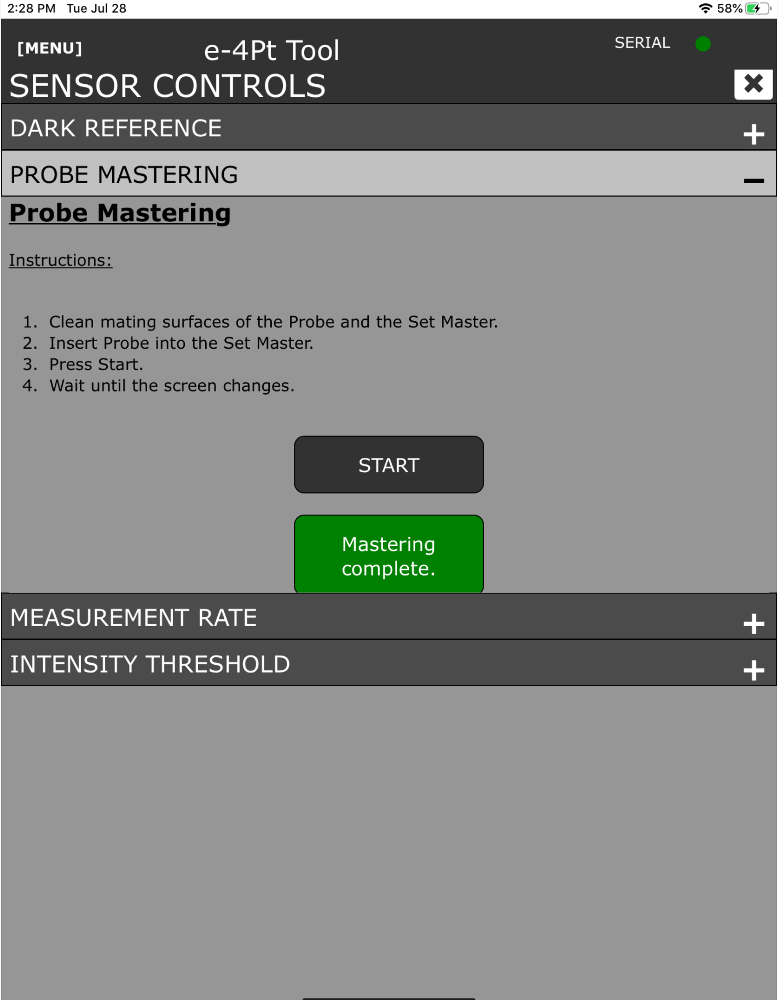 2:28 PM Tue Jul 28 58%
[MENU] e-4Pt Tool SERIAL
SENSOR CONTROLS
DARK REFERENCE +
PROBE MASTERING −
Probe Mastering
Instructions:
1. Clean mating surfaces of the Probe and the Set Master.
2. Insert Probe into the Set Master.
3. Press Start.
4. Wait until the screen changes.
START
Mastering
complete.
MEASUREMENT RATE +
INTENSITY THRESHOLD +